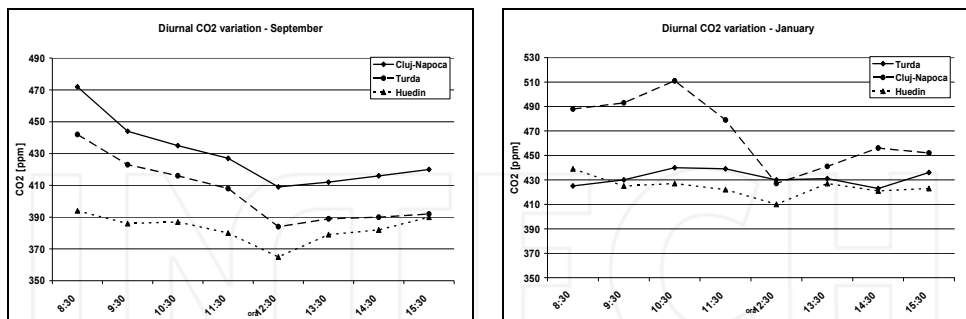 Diurnal CO2 variation - September
CO2 [ppm]
490
470
450
430
410
390
370
350
Cluj-Napoca
Turda
Huedin
8:30
9:30
10:30
11:30
12:30
13:30
14:30
15:30
ora
Diurnal CO2 variation - January
CO2 [ppm]
530
510
490
470
450
430
410
390
370
350
Turda
Cluj-Napoca
Huedin
8:30
9:30
10:30
11:30
12:30
13:30
14:30
15:30
ora
INTECH